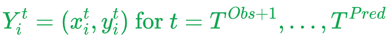 Y_i^t = (x_i^t, y_i^t) for t = T^{Obs+1}, ..., T^{Pred}